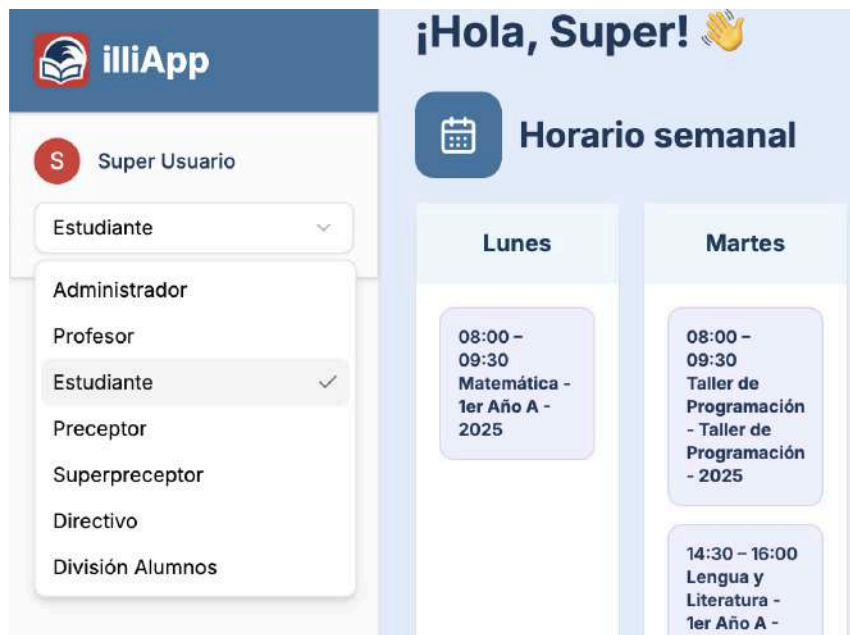 illiApp
S
Super Usuario
Estudiante
Administrador
Profesor
Estudiante
Preceptor
Superpreceptor
Directivo
División Alumnos
¡Hola, Super! 👋
Horario semanal
Lunes
08:00 –
09:30
Matemática -
1er Año A -
2025
Martes
08:00 –
09:30
Taller de
Programación
- Taller de
Programación
- 2025
14:30 – 16:00
Lengua y
Literatura -
1er Año A -